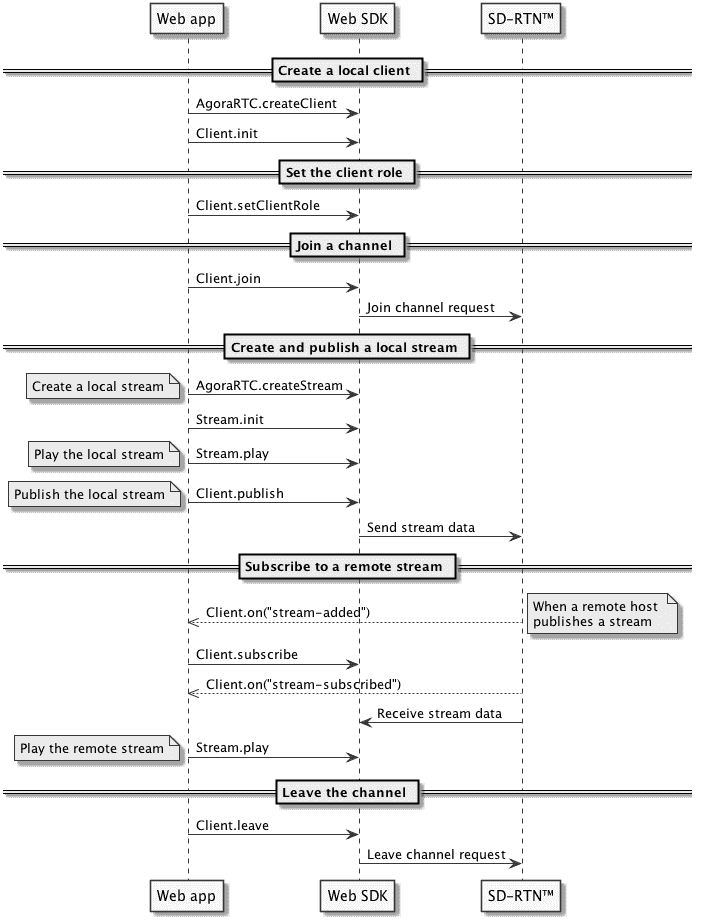 Web app
Web SDK
SD-RTN™
Create a local client
AgoraRTC.createClient
Client.init
Set the client role
Client.setClientRole
Join a channel
Client.join
Join channel request
Create and publish a local stream
Create a local stream
AgoraRTC.createStream
Stream.init
Play the local stream
Stream.play
Publish the local stream
Client.publish
Send stream data
Subscribe to a remote stream
Client.on("stream-added")
When a remote host
publishes a stream
Client.subscribe
Client.on("stream-subscribed")
Receive stream data
Play the remote stream
Stream.play
Leave the channel
Client.leave
Leave channel request
Web app
Web SDK
SD-RTN™